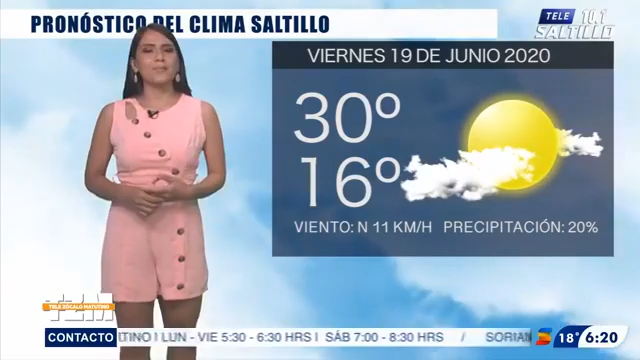 PRONÓSTICO DEL CLIMA SALTILLO
TELE 10.1
SALTILLO
VIERNES 19 DE JUNIO 2020
30º
16º
VIENTO: N 11 KM/H PRECIPITACIÓN: 20%
TZM
TELE ZÓCALO MATUTINO
CONTACTO TINO I LUN - VIE 5:30 - 6:30 HRS I SÁB 7:00 - 8:30 HRS / SORIAN 18° 6:20